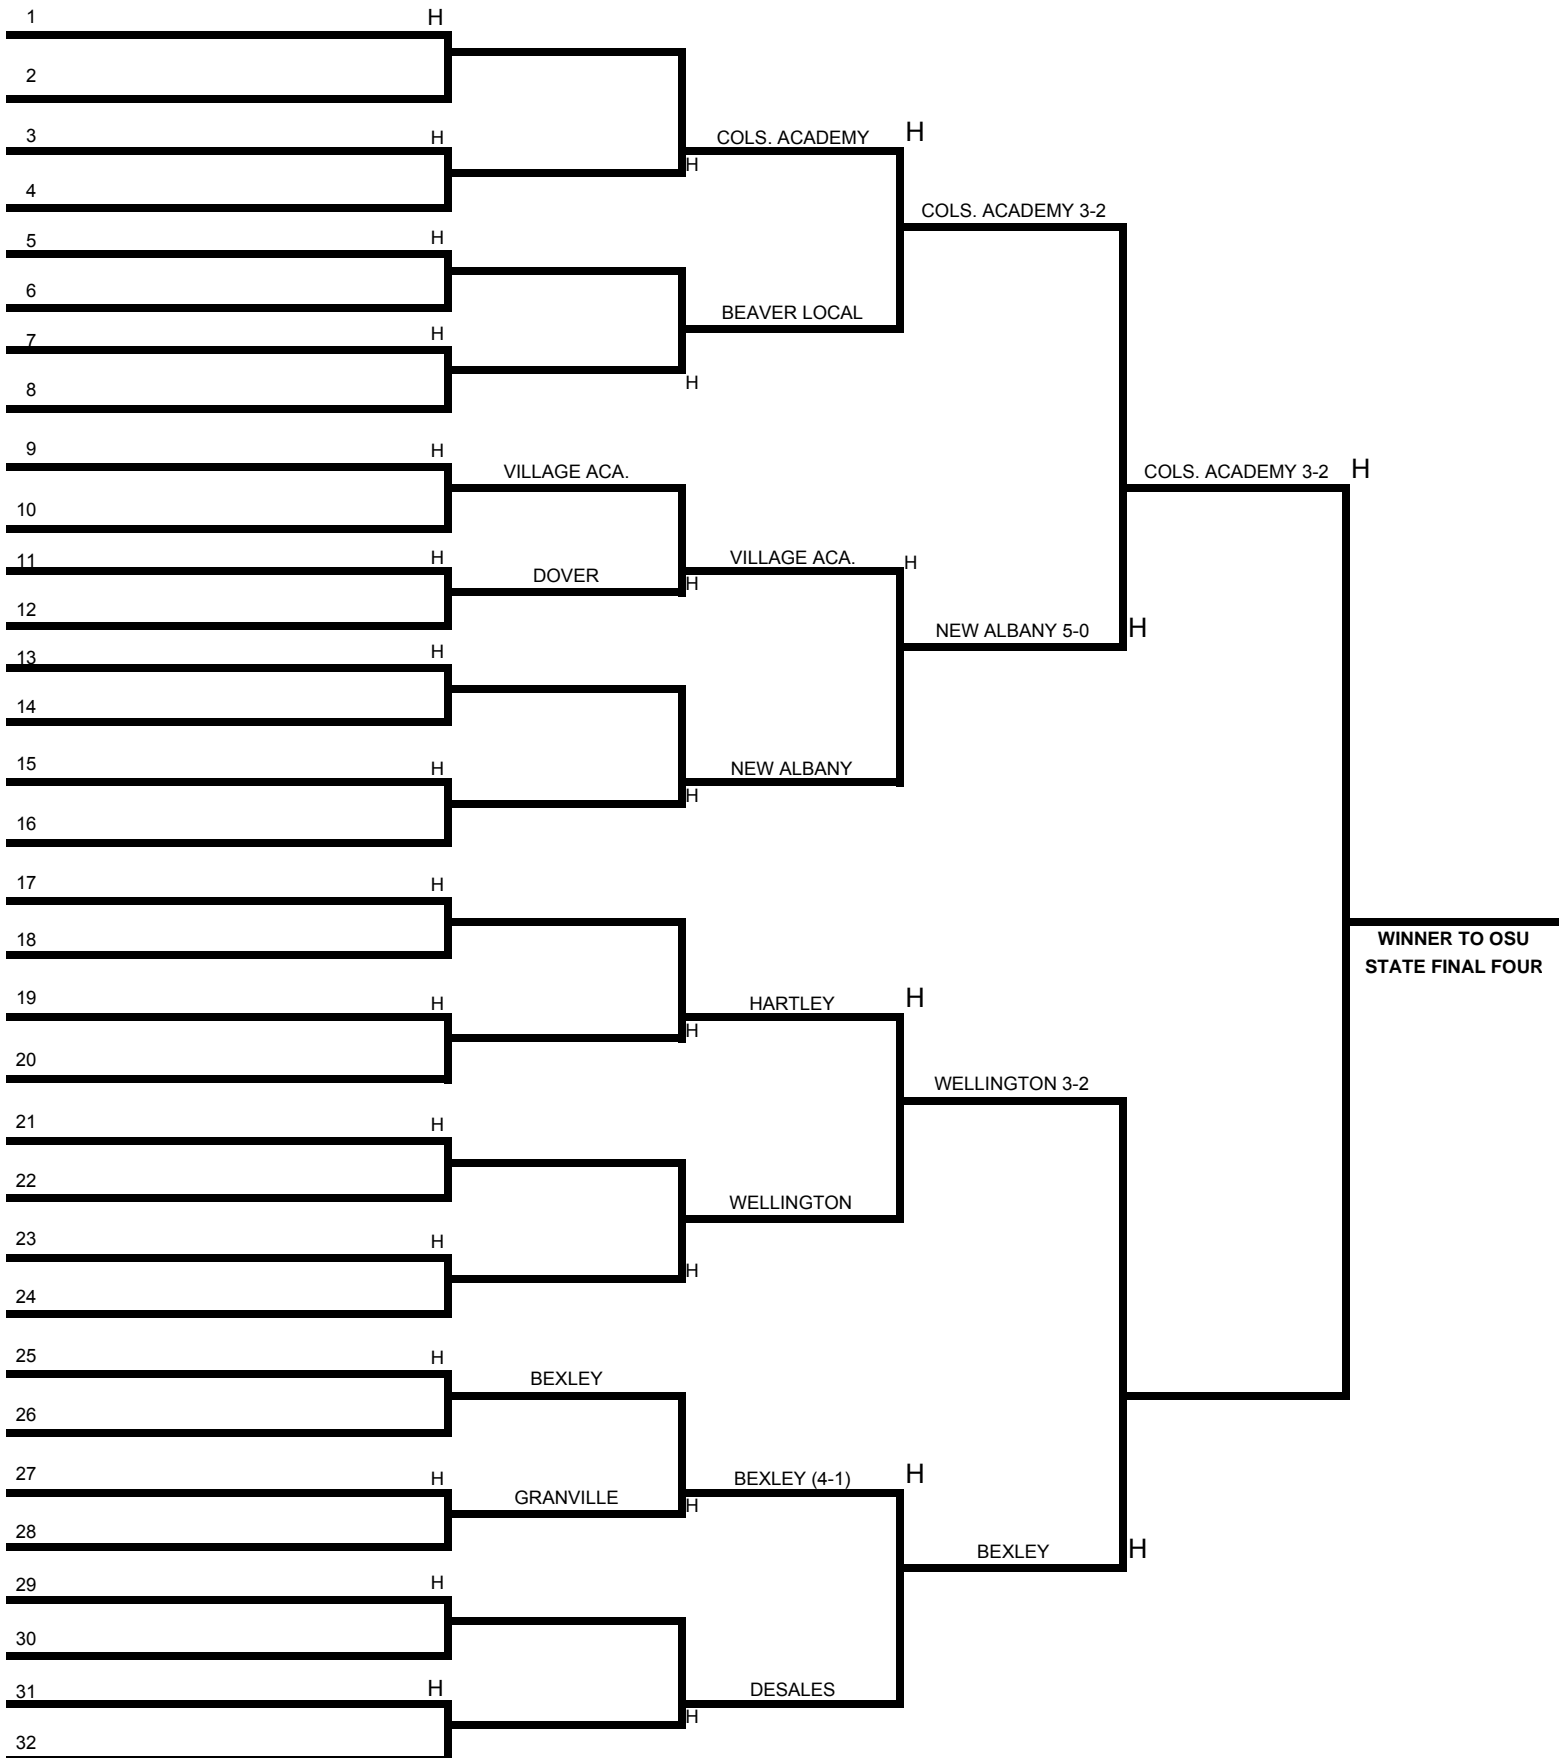 1 H
2
3 H
COLS. ACADEMY H
H
4
COLS. ACADEMY 3-2
5 H
6
BEAVER LOCAL
7 H
8
H
9 H
VILLAGE ACA.
COLS. ACADEMY 3-2 H
10
11 H
VILLAGE ACA. H
DOVER
H
12
NEW ALBANY 5-0 H
13 H
14
15 H
NEW ALBANY
H
16
17 H
18
WINNER TO OSU
STATE FINAL FOUR
19 H
HARTLEY H
H
20
WELLINGTON 3-2
21 H
22
WELLINGTON
23 H
H
24
25 H
BEXLEY
26
27 H
BEXLEY (4-1) H
GRANVILLE
H
28
BEXLEY H
29 H
30
31 H
DESALES
H
32